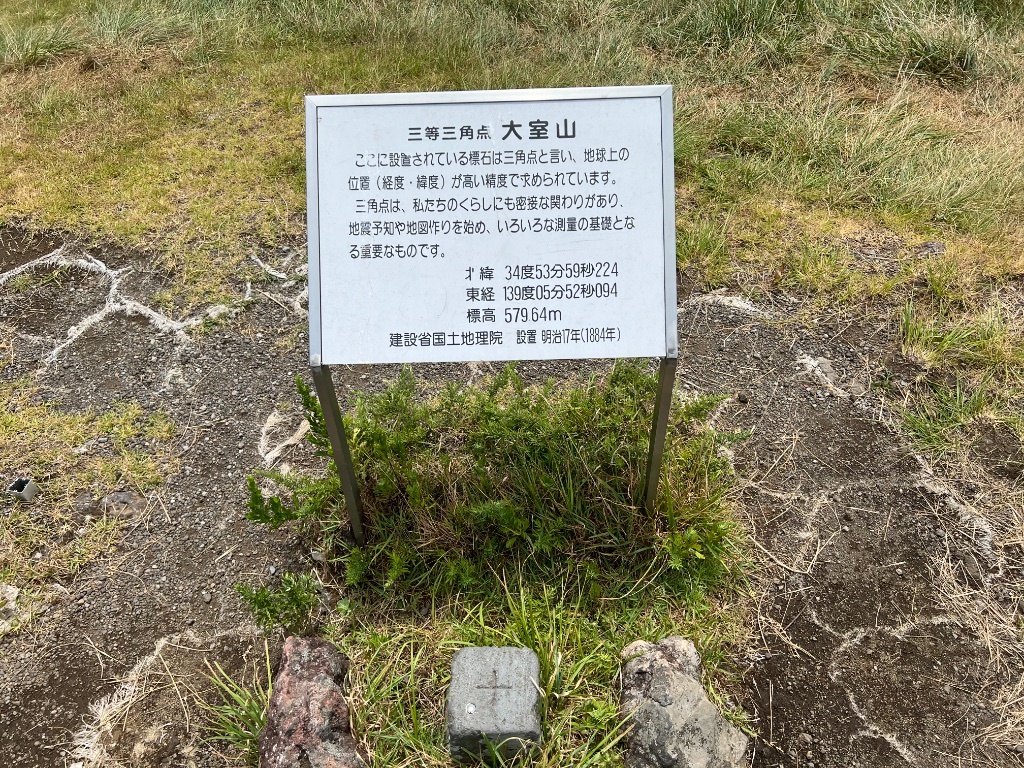 三等三角点 大室山
ここに設置されている標石は三角点と言い、地球上の
位置(経度・緯度)が高い精度で求められています。
三角点は、私たちのくらしにも密接な関わりがあり、
地震予知や地図作りを始め、いろいろな測量の基礎とな
る重要なものです。
北緯 34度53分59秒224
東経 139度05分52秒094
標高 579.64m
建設省国土地理院 設置 明治17年(1884年)